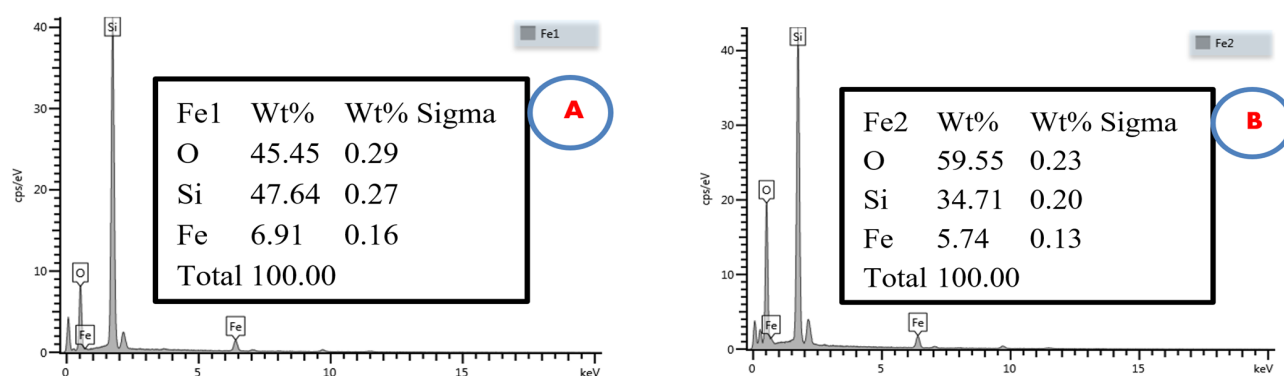 40
30
20
10
0
cps/eV
Si
O
Fe
Fe
0
5
10
15
keV
Fe1
A
Fe1 Wt% Wt% Sigma
O 45.45 0.29
Si 47.64 0.27
Fe 6.91 0.16
Total 100.00
40
30
20
10
0
cps/eV
Si
O
Fe
Fe
0
5
10
15
keV
Fe2
B
Fe2 Wt% Wt% Sigma
O 59.55 0.23
Si 34.71 0.20
Fe 5.74 0.13
Total 100.00